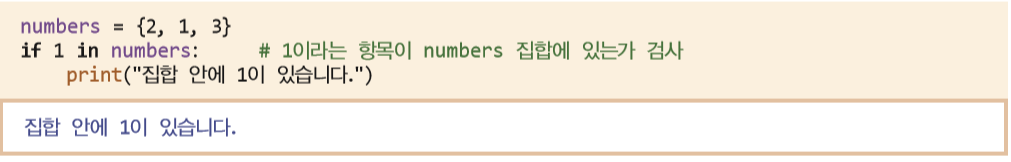 numbers = {2, 1, 3}
if 1 in numbers:     # 1이라는 항목이 numbers 집합에 있는가 검사
    print("집합 안에 1이 있습니다.")
집합 안에 1이 있습니다.